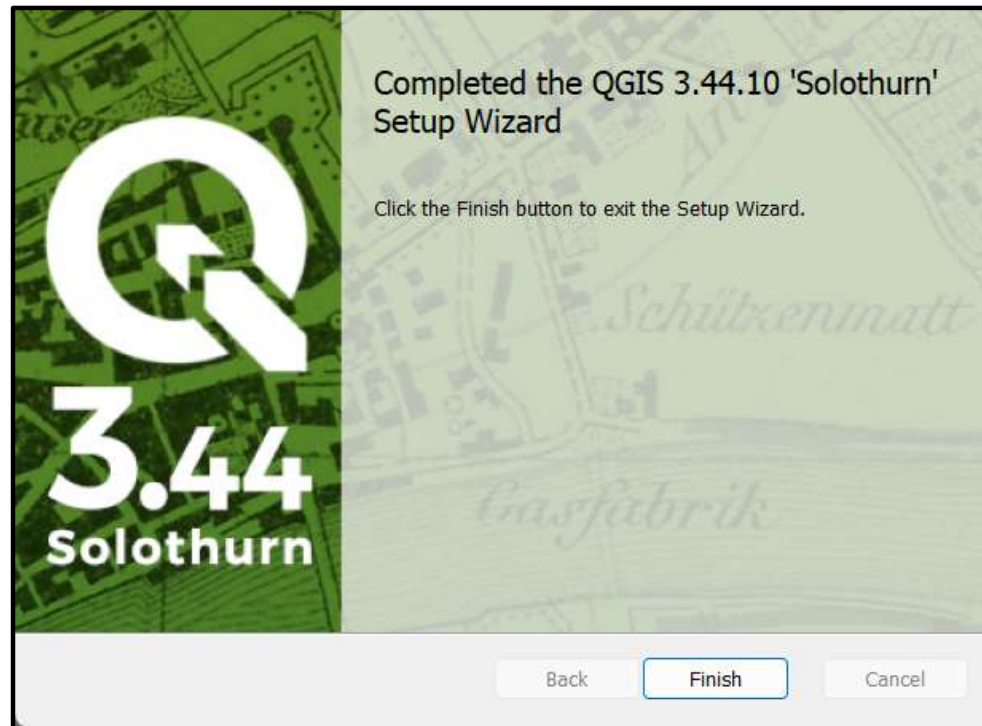 Completed the QGIS 3.44.10 'Solothurn'
Setup Wizard
Click the Finish button to exit the Setup Wizard.
Schützenmatt
Gasfabrik
In
3.44
Solothurn
Back
Finish
Cancel